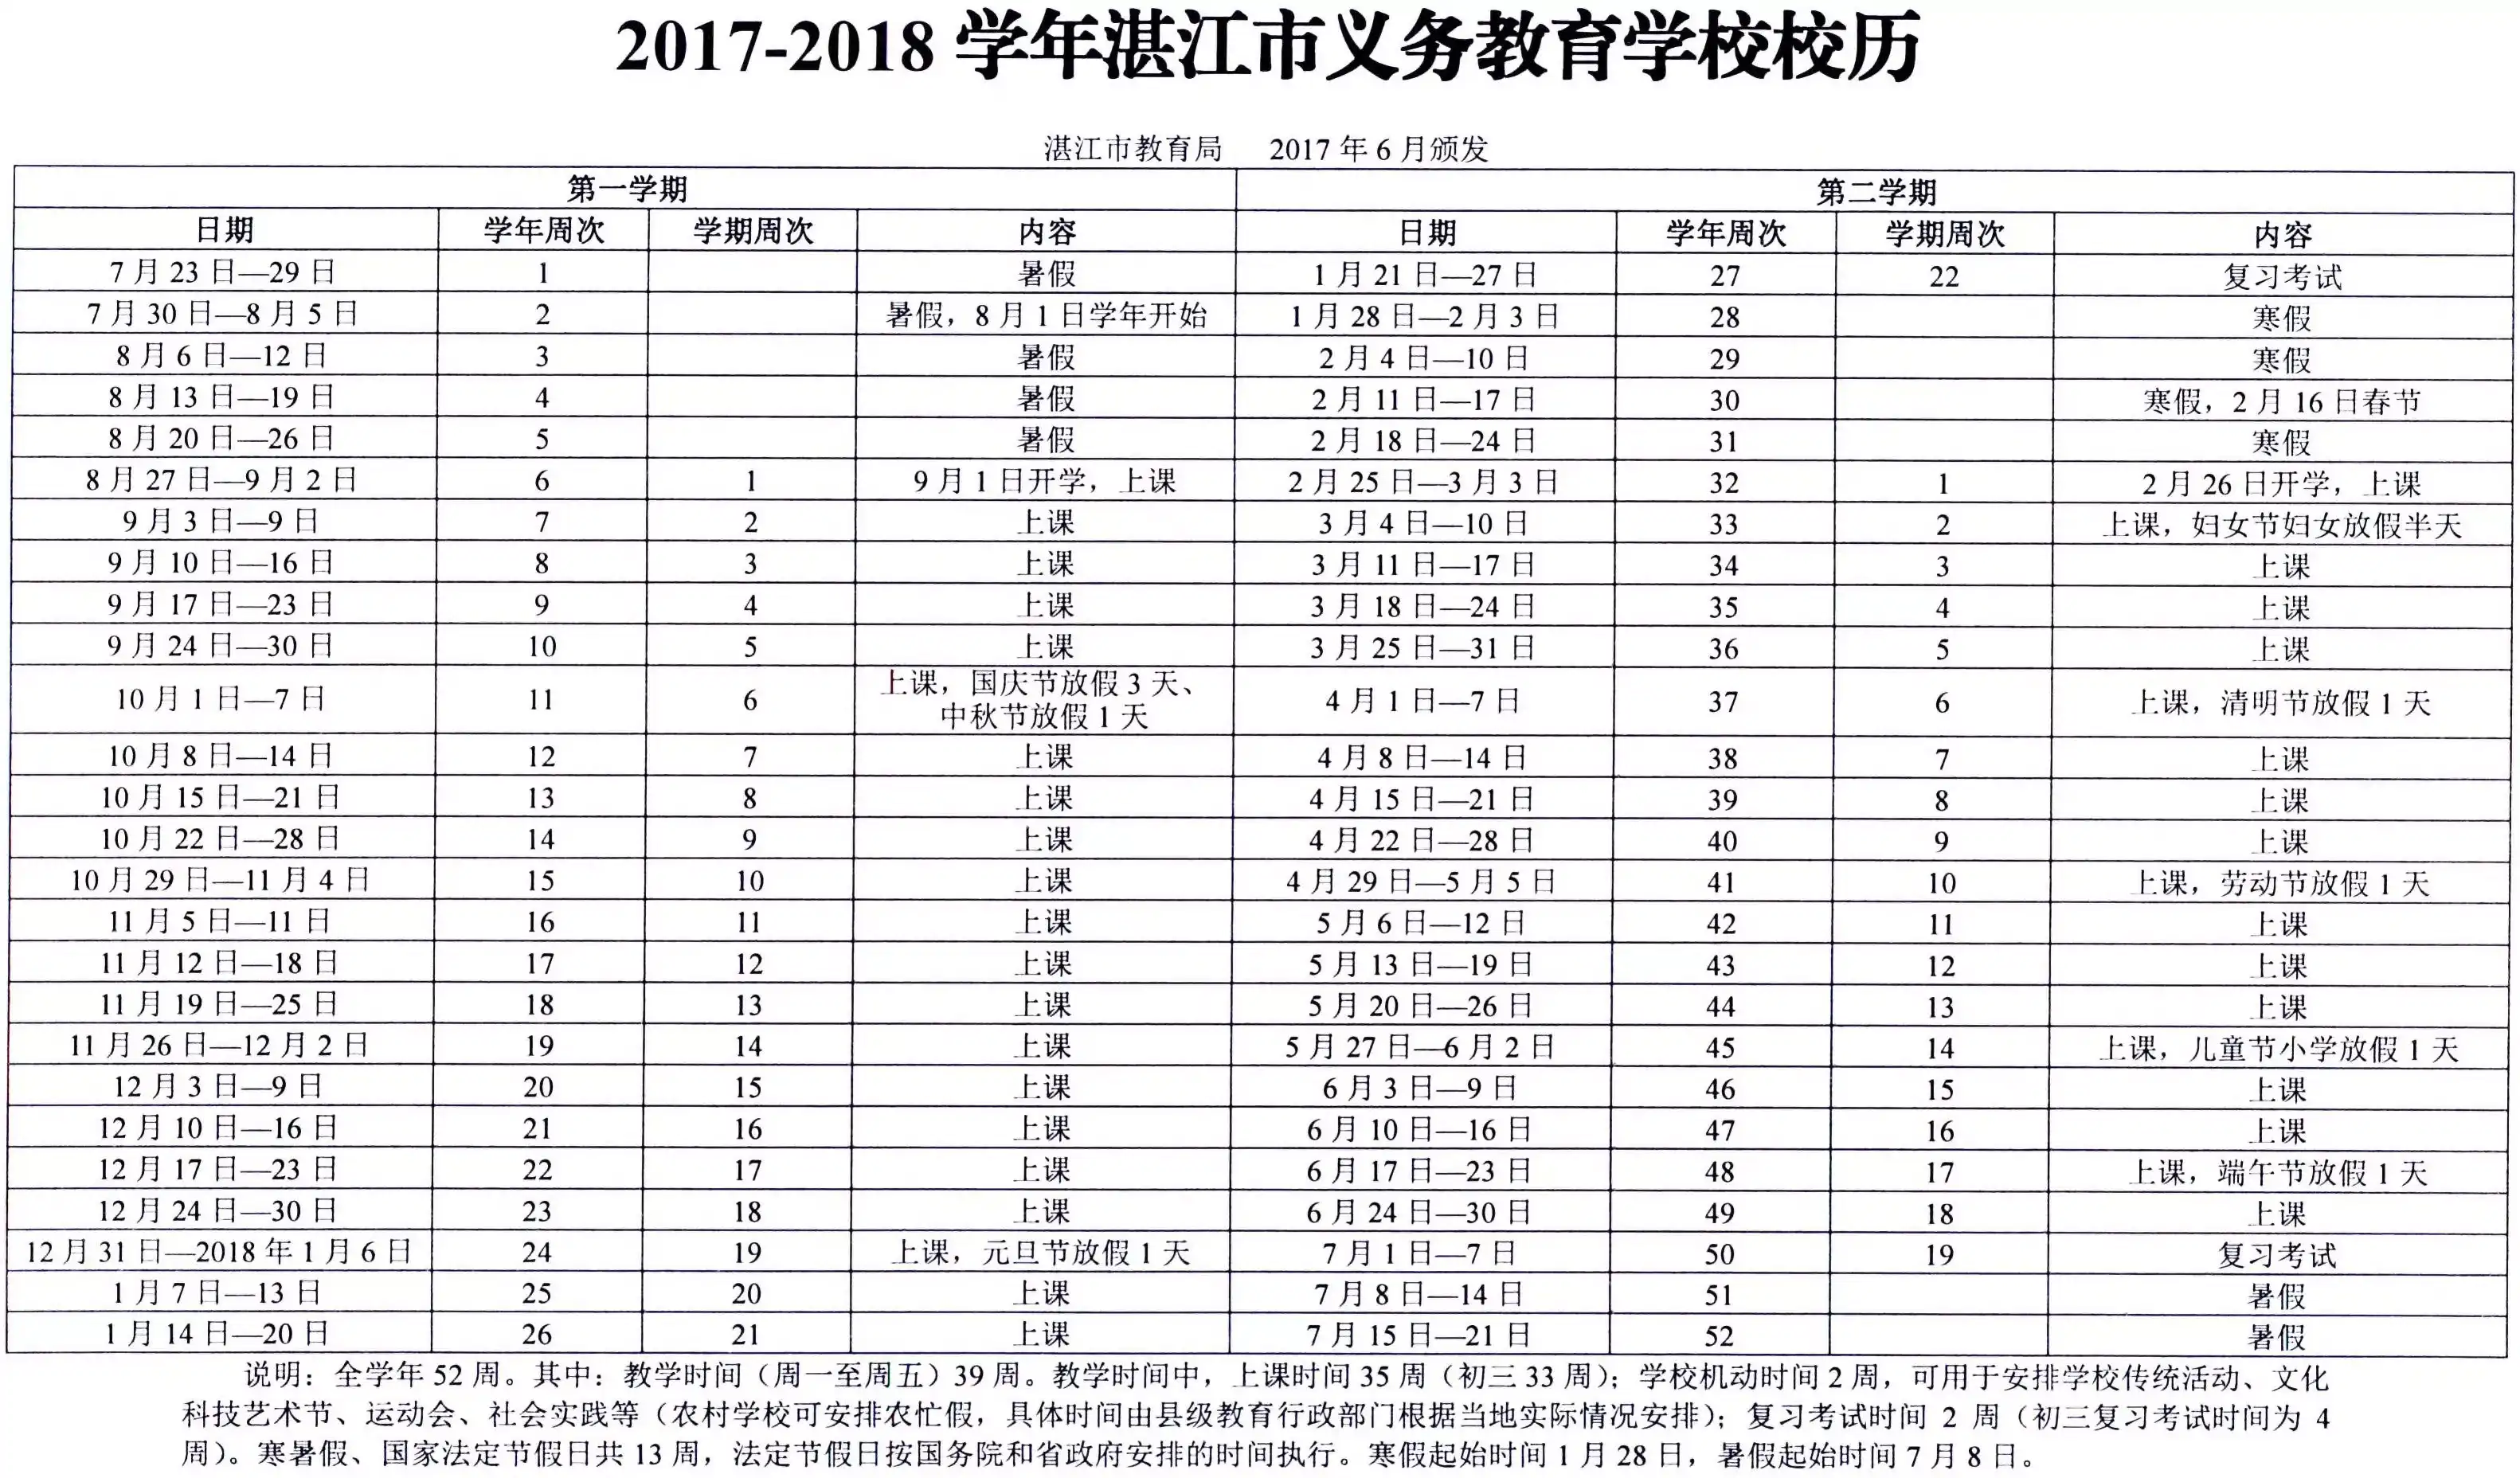 2017-2018 学年湛江市义务教育学校校历
湛江市教育局 2017 年 6 月颁发
第一学期 第二学期
日期 学年周次 学期周次 内容 日期 学年周次 学期周次 内容
7 月 23 日—29 日 1 暑假 1 月 21 日—27 日 27 22 复习考试
7 月 30 日—8 月 5 日 2 暑假，8 月 1 日学年开始 1 月 28 日—2 月 3 日 28 寒假
8 月 6 日—12 日 3 暑假 2 月 4 日—10 日 29 寒假
8 月 13 日—19 日 4 暑假 2 月 11 日—17 日 30 寒假，2 月 16 日春节
8 月 20 日—26 日 5 暑假 2 月 18 日—24 日 31 寒假
8 月 27 日—9 月 2 日 6 1 9 月 1 日开学，上课 2 月 25 日—3 月 3 日 32 1 2 月 26 日开学，上课
9 月 3 日—9 日 7 2 上课 3 月 4 日—10 日 33 2 上课，妇女节妇女放假半天
9 月 10 日—16 日 8 3 上课 3 月 11 日—17 日 34 3 上课
9 月 17 日—23 日 9 4 上课 3 月 18 日—24 日 35 4 上课
9 月 24 日—30 日 10 5 上课 3 月 25 日—31 日 36 5 上课
10 月 1 日—7 日 11 6 上课，国庆节放假 3 天、
中秋节放假 1 天 4 月 1 日—7 日 37 6 上课，清明节放假 1 天
10 月 8 日—14 日 12 7 上课 4 月 8 日—14 日 38 7 上课
10 月 15 日—21 日 13 8 上课 4 月 15 日—21 日 39 8 上课
10 月 22 日—28 日 14 9 上课 4 月 22 日—28 日 40 9 上课
10 月 29 日—11 月 4 日 15 10 上课 4 月 29 日—5 月 5 日 41 10 上课，劳动节放假 1 天
11 月 5 日—11 日 16 11 上课 5 月 6 日—12 日 42 11 上课
11 月 12 日—18 日 17 12 上课 5 月 13 日—19 日 43 12 上课
11 月 19 日—25 日 18 13 上课 5 月 20 日—26 日 44 13 上课
11 月 26 日—12 月 2 日 19 14 上课 5 月 27 日—6 月 2 日 45 14 上课，儿童节小学放假 1 天
12 月 3 日—9 日 20 15 上课 6 月 3 日—9 日 46 15 上课
12 月 10 日—16 日 21 16 上课 6 月 10 日—16 日 47 16 上课
12 月 17 日—23 日 22 17 上课 6 月 17 日—23 日 48 17 上课，端午节放假 1 天
12 月 24 日—30 日 23 18 上课 6 月 24 日—30 日 49 18 上课
12 月 31 日—2018 年 1 月 6 日 24 19 上课，元旦节放假 1 天 7 月 1 日—7 日 50 19 复习考试
1 月 7 日—13 日 25 20 上课 7 月 8 日—14 日 51 暑假
1 月 14 日—20 日 26 21 上课 7 月 15 日—21 日 52 暑假
说明：全学年 52 周。其中：教学时间（周一至周五）39 周。教学时间中，上课时间 35 周（初三 33 周）；学校机动时间 2 周，可用于安排学校传统活动、文化
科技艺术节、运动会、社会实践等（农村学校可安排农忙假，具体时间由县级教育行政部门根据当地实际情况安排）；复习考试时间 2 周（初三复习考试时间为 4
周）。寒暑假、国家法定节假日共 13 周，法定节假日按国务院和省政府安排的时间执行。寒假起始时间 1 月 28 日，暑假起始时间 7 月 8 日。